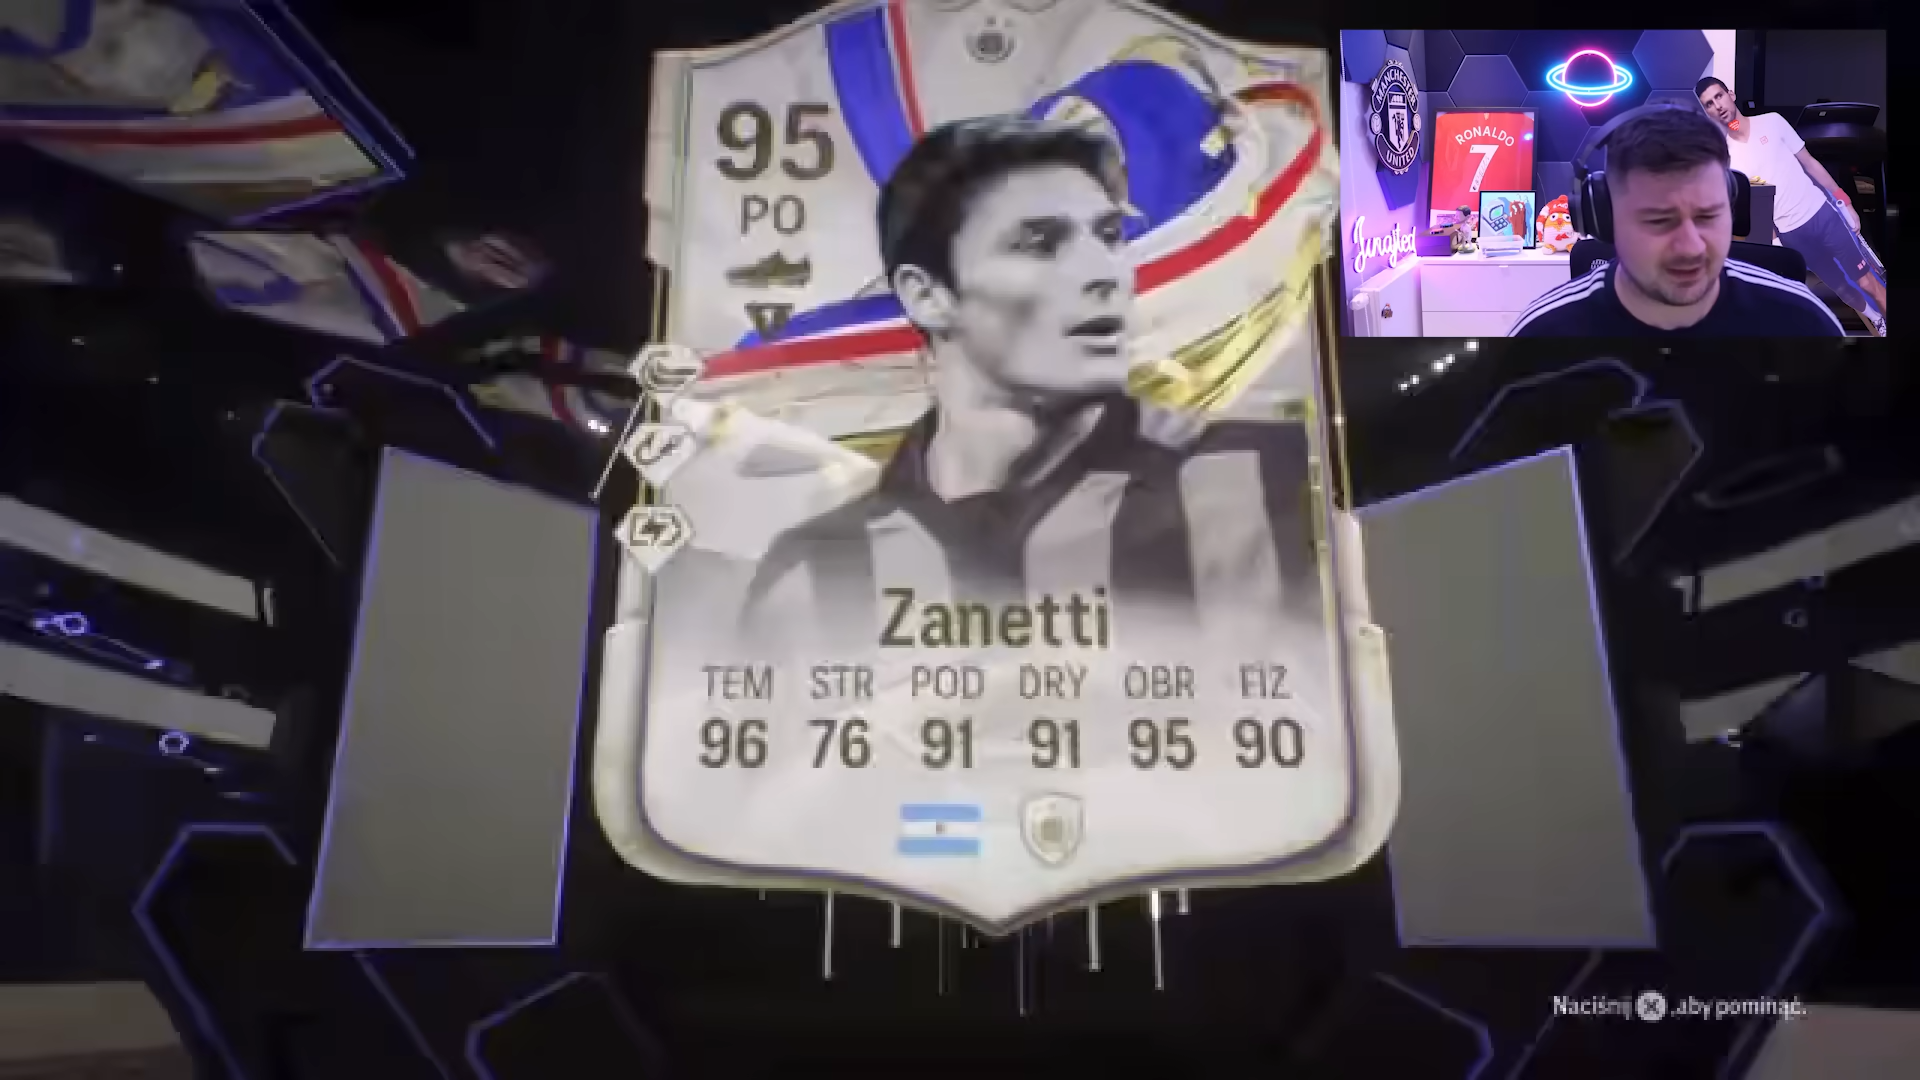 95
PO
Zanetti
TEM STR POD DRY OBR FIZ
96 76 91 91 95 90
MANCHESTER
UNITED
RONALDO
7
Junajted
Naciśnij X, aby pominąć.